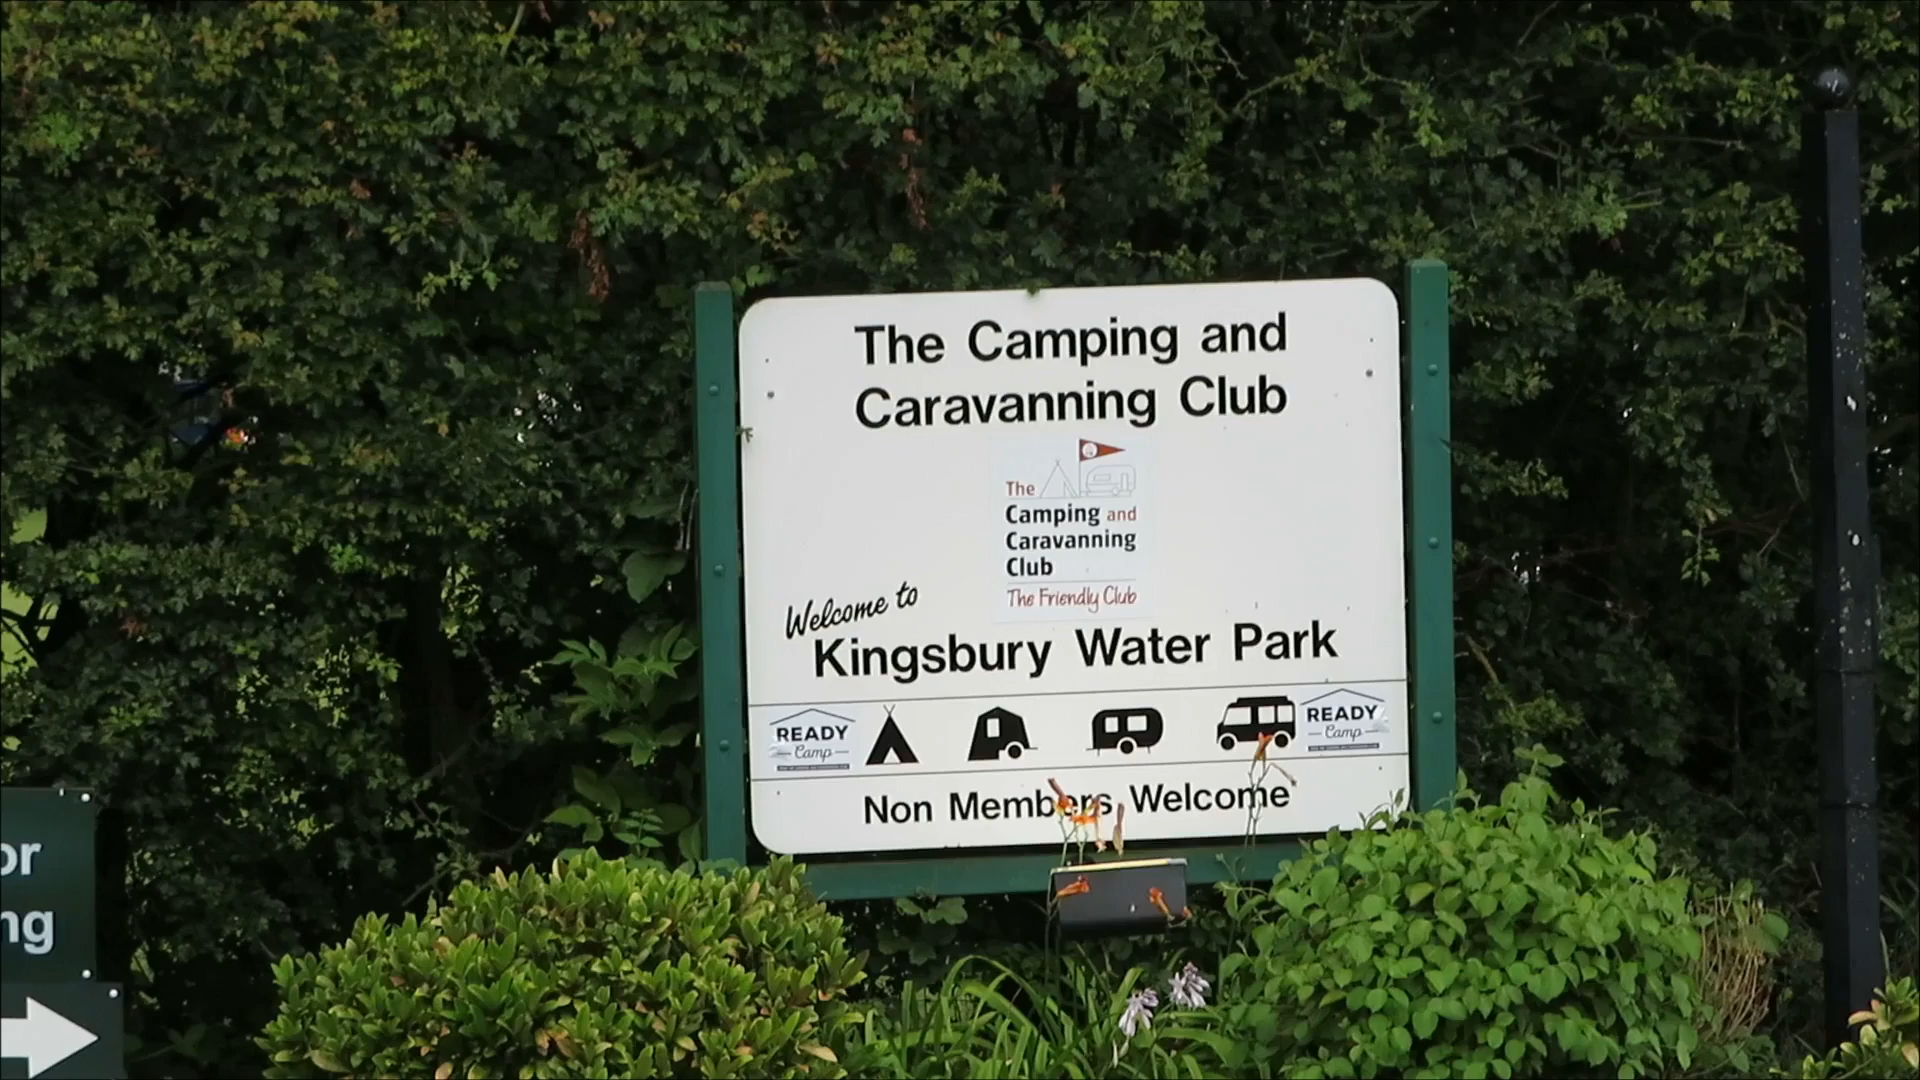 The Camping and
Caravanning Club
The
Camping and
Caravanning
Club
The Friendly Club
Welcome to
Kingsbury Water Park
READY
Camp
READY
Camp
Non Members Welcome
or
ng